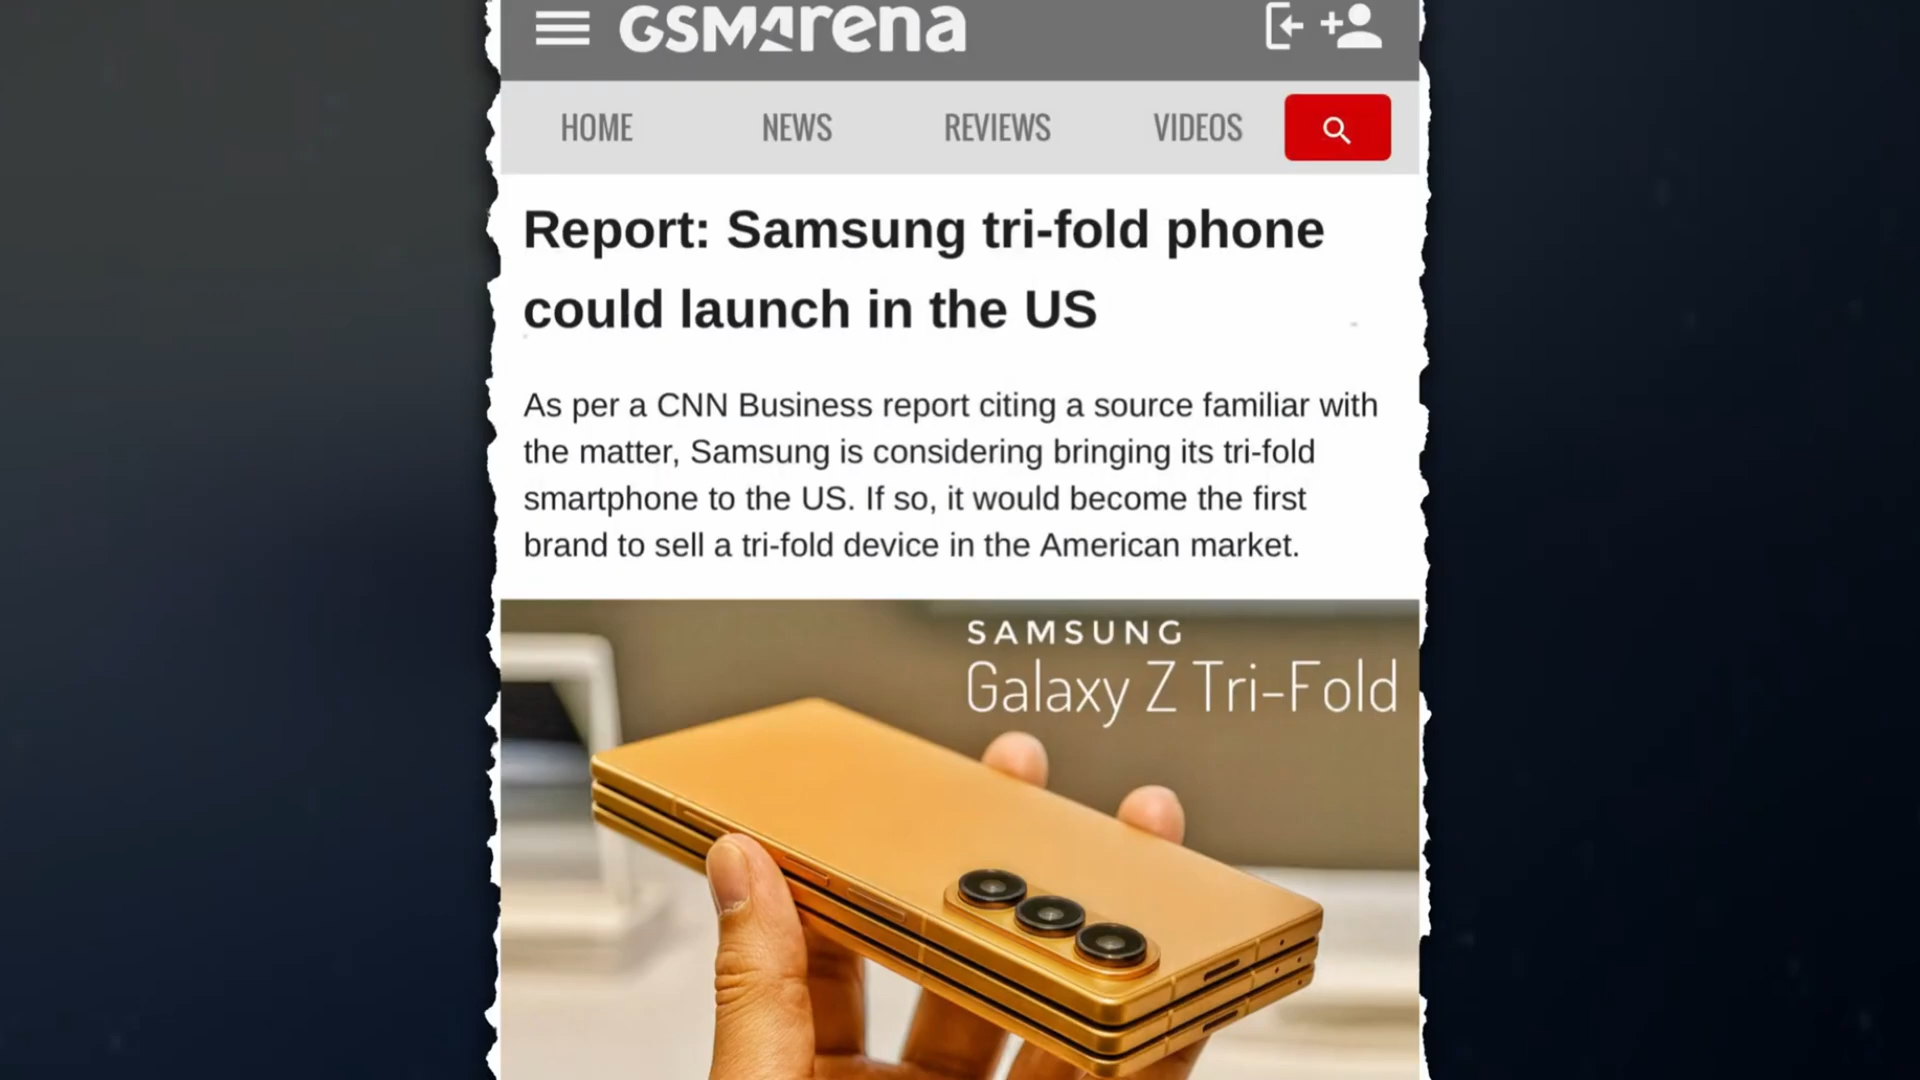 GSMArena
HOME NEWS REVIEWS VIDEOS
Report: Samsung tri-fold phone
could launch in the US
As per a CNN Business report citing a source familiar with
the matter, Samsung is considering bringing its tri-fold
smartphone to the US. If so, it would become the first
brand to sell a tri-fold device in the American market.
SAMSUNG
Galaxy Z Tri-Fold